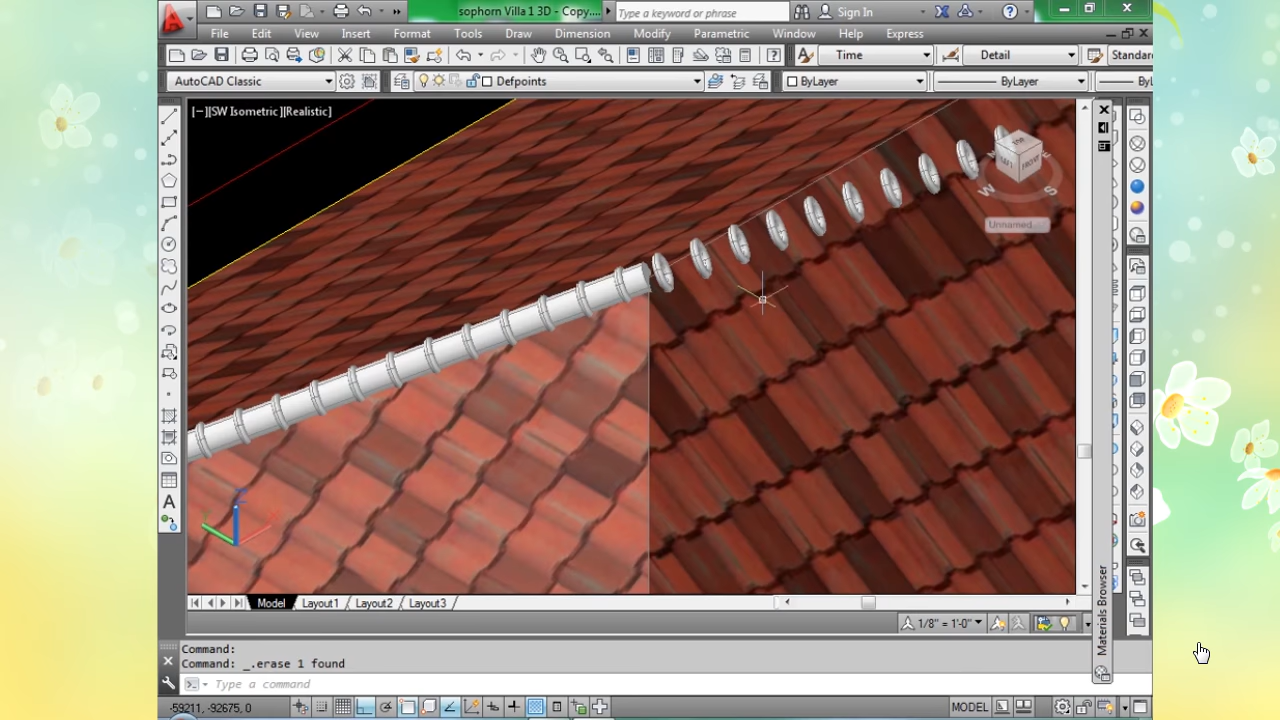 sophorn Villa 1 3D - Copy....
Type a keyword or phrase
Sign In
File Edit View Insert Format Tools Draw Dimension Modify Parametric Window Help Express
Time
Detail
Standard
AutoCAD Classic
Defpoints
ByLayer
ByLayer
[−][SW Isometric][Realistic]
LEFT
FRONT
W
S
Unnamed
X
A
Model Layout1 Layout2 Layout3
1/8" = 1'-0"
Materials Browser
Command:
Command: _.erase 1 found
Type a command
-59211, -92675, 0
MODEL